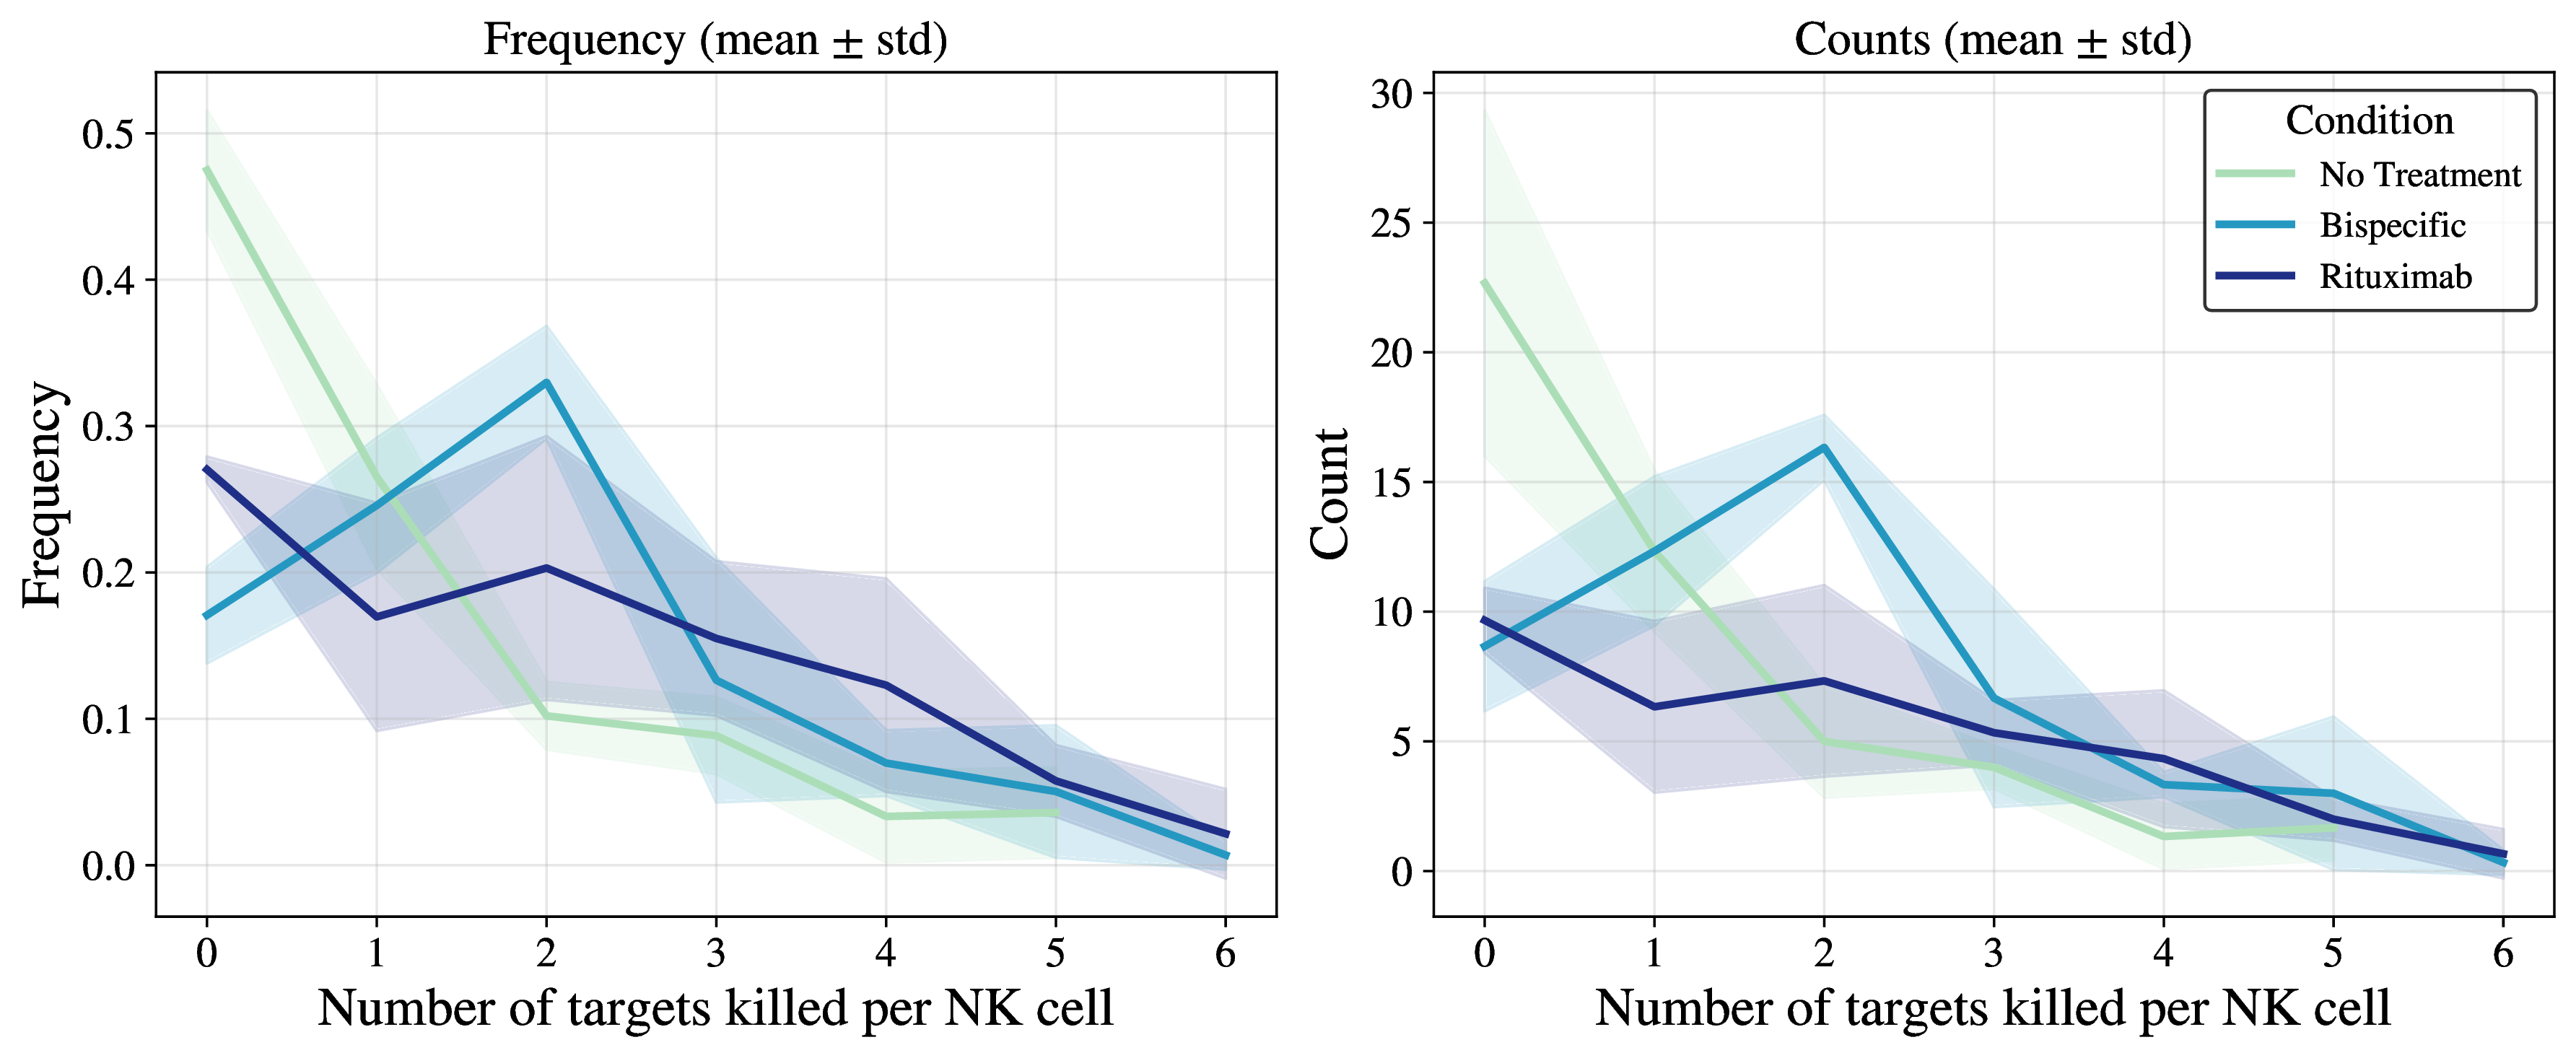 Frequency (mean ± std)
Frequency
0.5
0.4
0.3
0.2
0.1
0.0
0 1 2 3 4 5 6
Number of targets killed per NK cell
Counts (mean ± std)
Count
30
25
20
15
10
5
0
Condition
No Treatment
Bispecific
Rituximab
0 1 2 3 4 5 6
Number of targets killed per NK cell